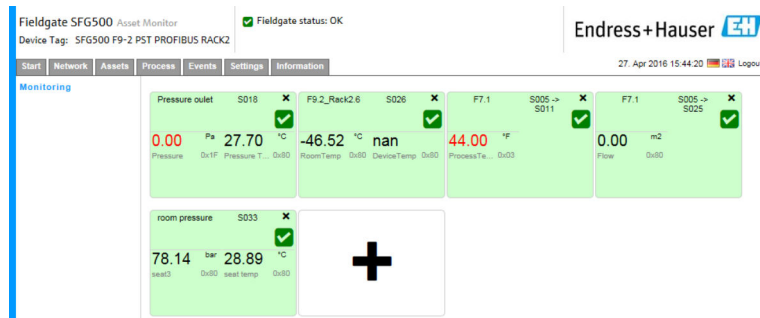 Fieldgate SFG500 Asset Monitor
Device Tag: SFG500 F9-2 PST PROFIBUS RACK2
Fieldgate status: OK
Endress+Hauser EH
Start Network Assets Process Events Settings Information
27. Apr 2016 15:44:20 Logou
Monitoring
Pressure oulet S018
0.00 Pa 27.70 °C
Pressure 0x1F Pressure T... 0x80
F9.2_Rack2.6 S026
-46.52 °C nan
RoomTemp 0x80 DeviceTemp 0x80
F7.1 S005 ->
S011
44.00 °F
ProcessTe... 0x03
F7.1 S005 ->
S025
0.00 m2
Flow 0x80
room pressure S033
78.14 bar 28.89 °C
seat3 0x80 seat temp 0x80